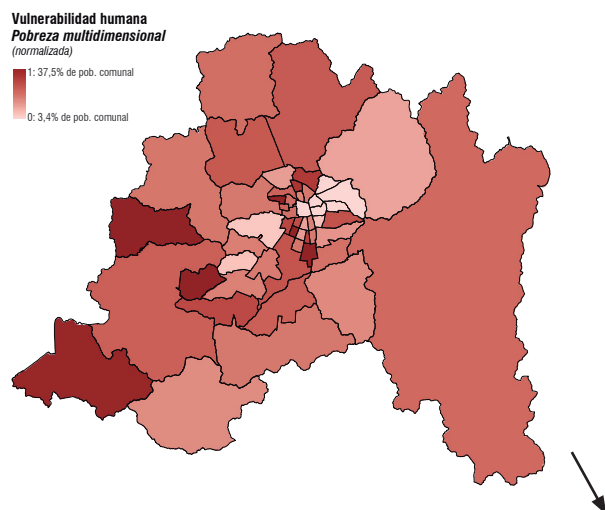 Vulnerabilidad humana
Pobreza multidimensional
(normalizada)
1: 37,5% de pob. comunal
0: 3,4% de pob. comunal